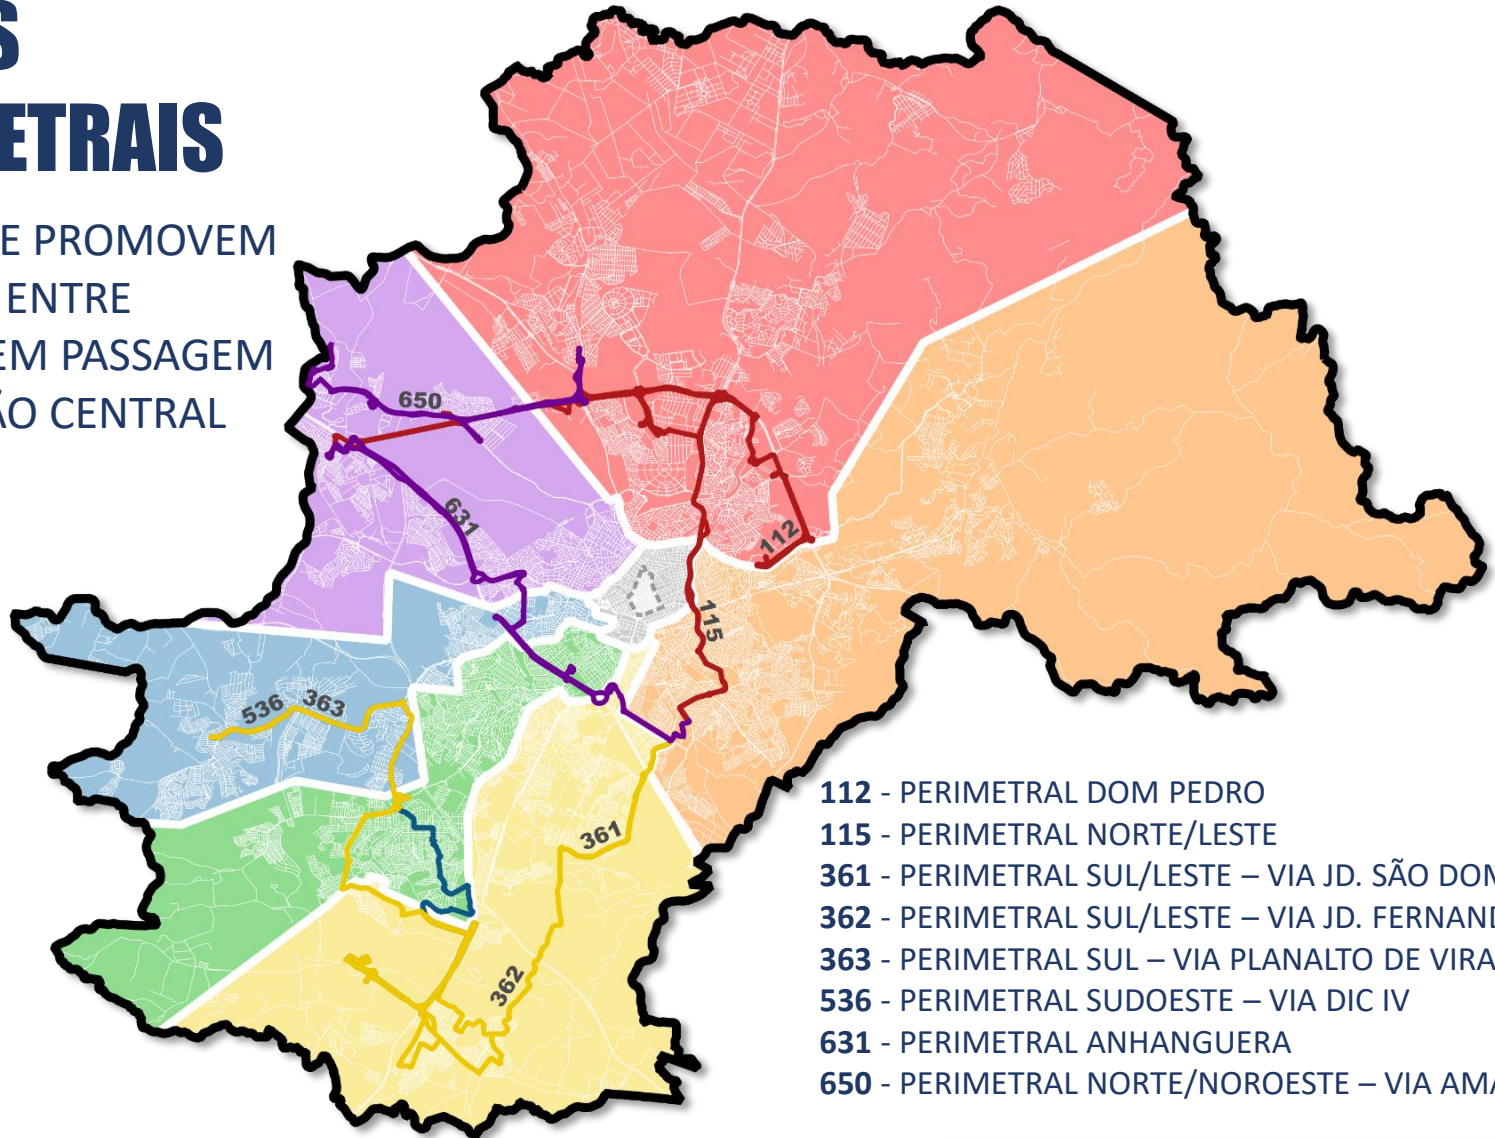 S
ETRAIS
E PROMOVEM
ENTRE
EM PASSAGEM
ÃO CENTRAL
650
631
112
115
536
363
361
362
112 - PERIMETRAL DOM PEDRO
115 - PERIMETRAL NORTE/LESTE
361 - PERIMETRAL SUL/LESTE – VIA JD. SÃO DOM
362 - PERIMETRAL SUL/LESTE – VIA JD. FERNAND
363 - PERIMETRAL SUL – VIA PLANALTO DE VIRA
536 - PERIMETRAL SUDOESTE – VIA DIC IV
631 - PERIMETRAL ANHANGUERA
650 - PERIMETRAL NORTE/NOROESTE – VIA AMA